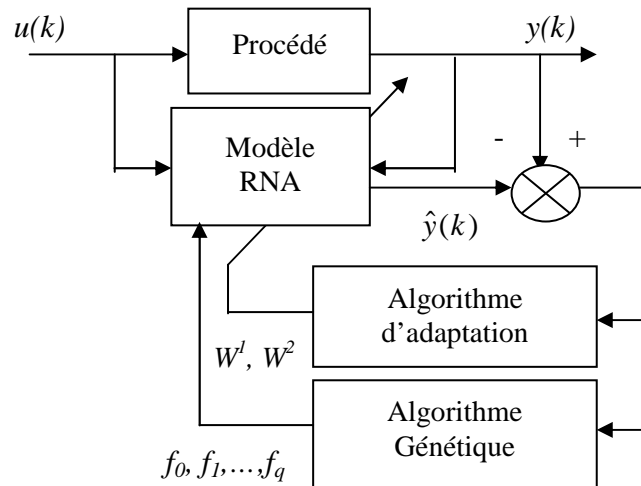 u(k)
Procédé
y(k)
Modèle
RNA
- +
ŷ(k)
Algorithme
d'adaptation
W¹, W²
Algorithme
Génétique
f₀, f₁,...,f_q